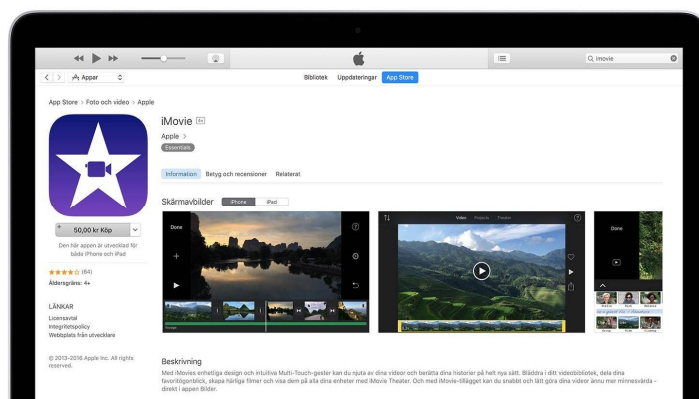 imovie
Appar
Bibliotek Uppdateringar App Store
App Store > Foto och video > Apple
iMovie 4+
Apple >
Essentials
Information Betyg och recensioner Relaterat
Skärmavbilder iPhone iPad
+ 50,00 kr Köp
Den här appen är utvecklad för
både iPhone och iPad
(64)
Åldersgräns: 4+
LÄNKAR
Licensavtal
Integritetspolicy
Webbplats från utvecklare
© 2013-2016 Apple Inc. All rights
reserved.
Done
Voyage
Video Projects Theater
Done
Beskrivning
Med iMovies enhetliga design och intuitiva Multi-Touch-gester kan du njuta av dina videor och berätta dina historier på helt nya sätt. Bläddra i ditt videobibliotek, dela dina
favoritögonblick, skapa härliga filmer och visa dem på alla dina enheter med iMovie Theater. Och med iMovie-tillägget kan du snabbt och lätt göra dina videor ännu mer minnesvärda -
direkt i appen Bilder.